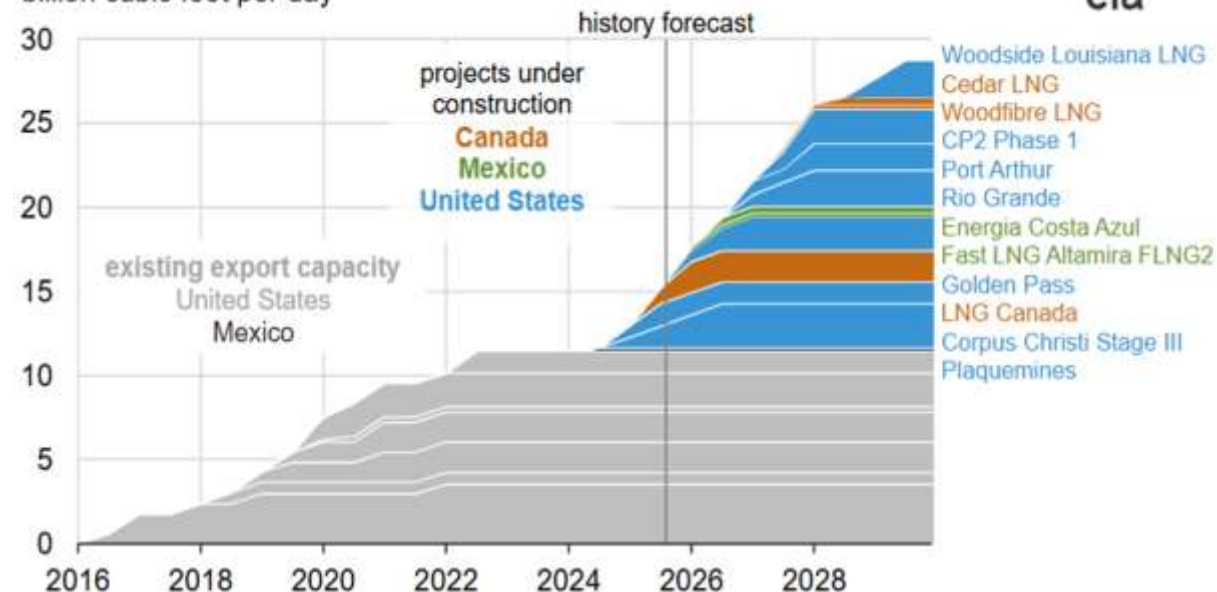 billion cubic feet per day
eia
history forecast
30
25
20
15
10
5
0
projects under
construction
Canada
Mexico
United States
existing export capacity
United States
Mexico
Woodside Louisiana LNG
Cedar LNG
Woodfibre LNG
CP2 Phase 1
Port Arthur
Rio Grande
Energia Costa Azul
Fast LNG Altamira FLNG2
Golden Pass
LNG Canada
Corpus Christi Stage III
Plaquemines
2016 2018 2020 2022 2024 2026 2028